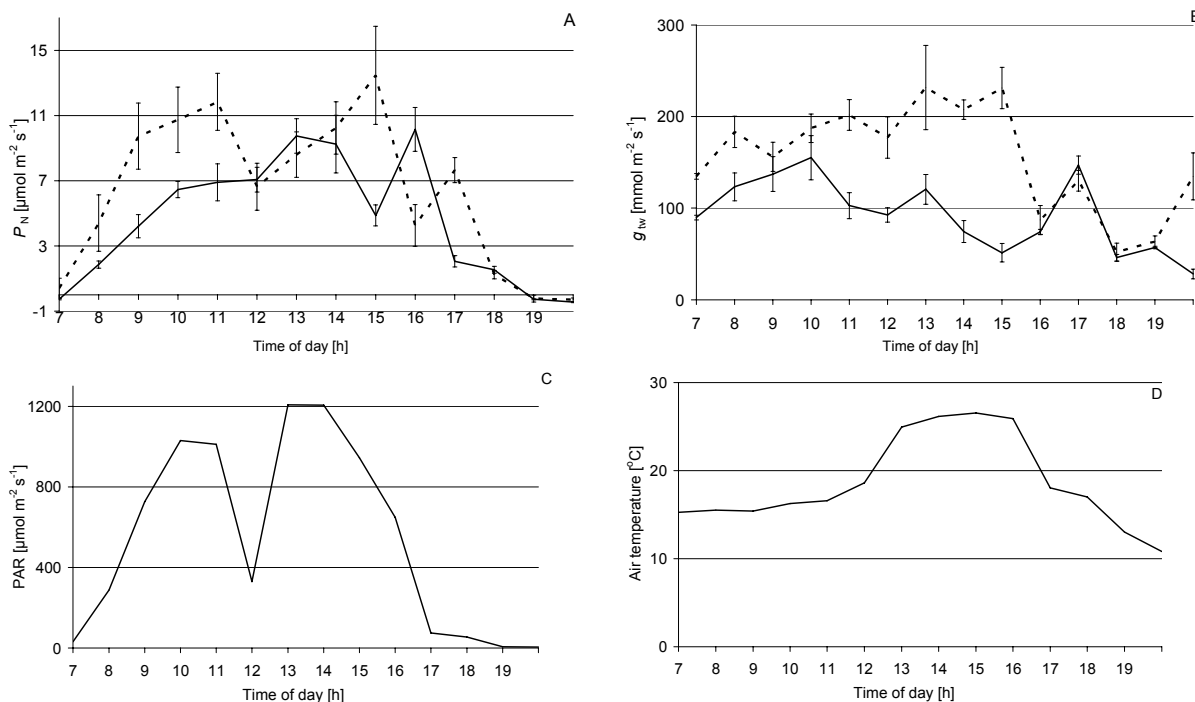 A
15
11
7
3
-1
P N [µmol m⁻² s⁻¹]
7 8 9 10 11 12 13 14 15 16 17 18 19
Time of day [h]
B
300
200
100
0
g tw [mmol m⁻² s⁻¹]
7 8 9 10 11 12 13 14 15 16 17 18 19
Time of day [h]
C
1200
800
400
0
PAR [µmol m⁻² s⁻¹]
7 8 9 10 11 12 13 14 15 16 17 18 19
Time of day [h]
D
30
20
10
0
Air temperature [°C]
7 8 9 10 11 12 13 14 15 16 17 18 19
Time of day [h]